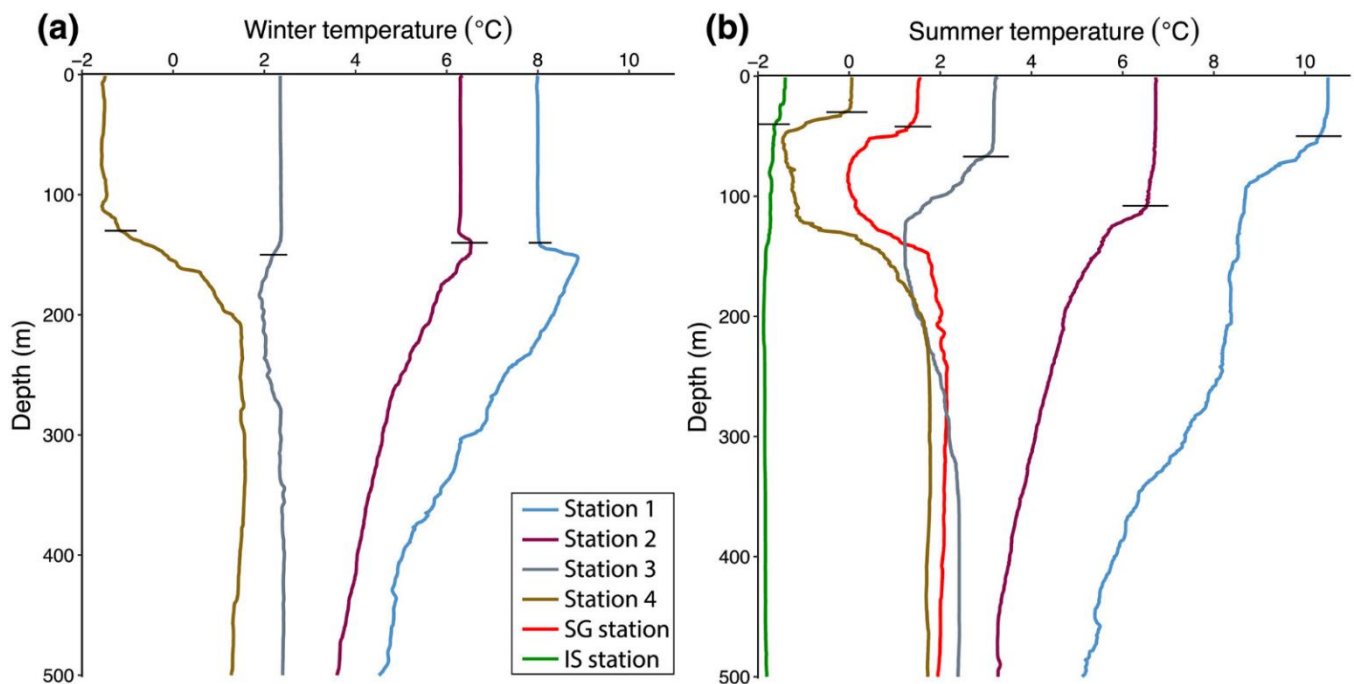 (a) Winter temperature (°C)
−2 0 2 4 6 8 10
0
100
200
300
400
500
Depth (m)
Station 1
Station 2
Station 3
Station 4
SG station
IS station
(b) Summer temperature (°C)
−2 0 2 4 6 8 10
0
100
200
300
400
500
Depth (m)